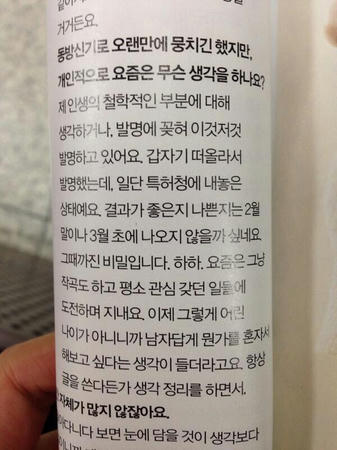 거거든요.
동방신기로 오랜만에 뭉치긴 했지만,
개인적으로 요즘은 무슨 생각을 하나요?
제 인생의 철학적인 부분에 대해
생각하거나, 발명에 꽂혀 이것저것
발명하고 있어요. 갑자기 떠올라서
발명했는데, 일단 특허청에 내놓은
상태예요. 결과가 좋은지 나쁜지는 2월
말이나 3월 초에 나오지 않을까 싶네요.
그때까진 비밀입니다. 하하. 요즘은 그냥
작곡도 하고 평소 관심 갖던 일들에
도전하며 지내요. 이제 그렇게 어린
나이가 아니니까 남자답게 뭔가를 혼자서
해보고 싶다는 생각이 들더라고요. 항상
글을 쓴다든가 생각 정리를 하면서.
자체가 많지 않잖아요.
다니다 보면 눈에 담을 것이 생각보다